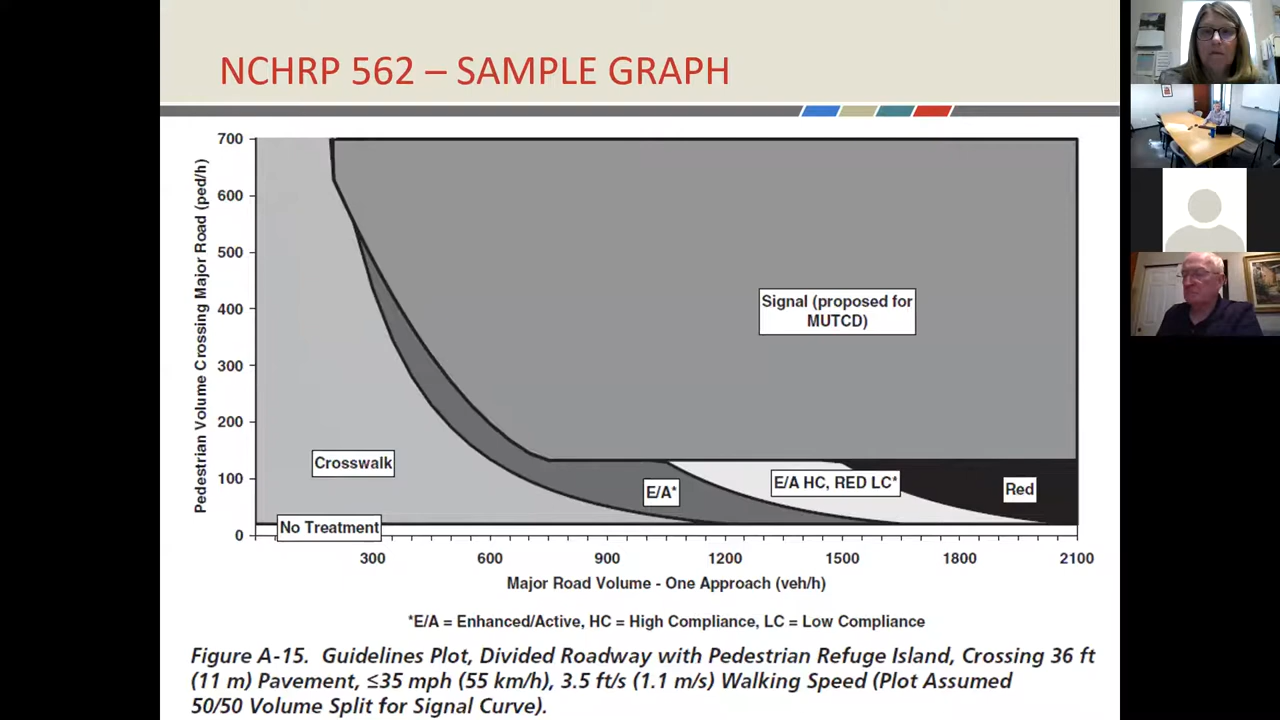 NCHRP 562 – SAMPLE GRAPH
Pedestrian Volume Crossing Major Road (ped/h)
700
600
500
400
300
200
100
0
Signal (proposed for
MUTCD)
Crosswalk
E/A*
E/A HC, RED LC*
Red
No Treatment
300 600 900 1200 1500 1800 2100
Major Road Volume - One Approach (veh/h)
*E/A = Enhanced/Active, HC = High Compliance, LC = Low Compliance
Figure A-15. Guidelines Plot, Divided Roadway with Pedestrian Refuge Island, Crossing 36 ft
(11 m) Pavement, ≤35 mph (55 km/h), 3.5 ft/s (1.1 m/s) Walking Speed (Plot Assumed
50/50 Volume Split for Signal Curve).